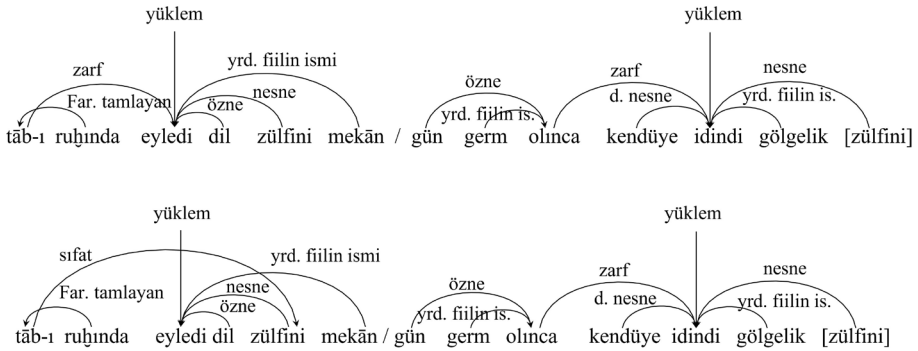 yüklem yüklem
zarf yrd. fiilin ismi özne zarf nesne
Far. tamlayan özne nesne yrd. fiilin is. d. nesne yrd. fiilin is.
tāb-ı ruḫında eyledi dil zülfini mekān / gün germ olınca kendüye idindi gölgelik [zülfini]
yüklem yüklem
sıfat yrd. fiilin ismi özne zarf nesne
Far. tamlayan nesne özne yrd. fiilin is. d. nesne yrd. fiilin is.
tāb-ı ruḫında eyledi dil zülfini mekān / gün germ olınca kendüye idindi gölgelik [zülfini]